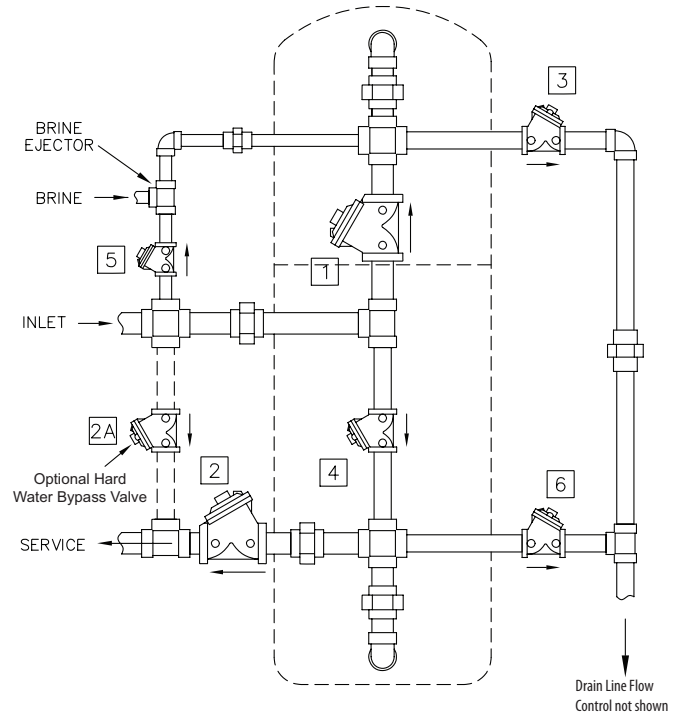 3
BRINE
EJECTOR
BRINE
5
1
INLET
2A
Optional Hard
Water Bypass Valve
2
4
6
SERVICE
Drain Line Flow
Control not shown